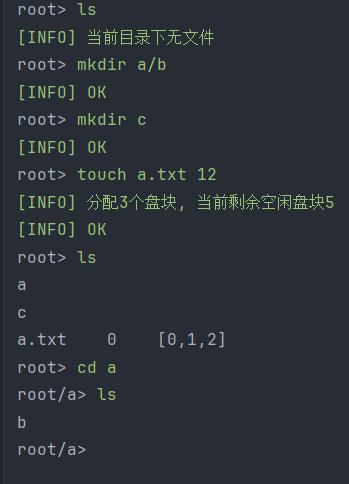 root> ls
[INFO] 当前目录下无文件
root> mkdir a/b
[INFO] OK
root> mkdir c
[INFO] OK
root> touch a.txt 12
[INFO] 分配3个盘块, 当前剩余空闲盘块5
[INFO] OK
root> ls
a
c
a.txt    0    [0,1,2]
root> cd a
root/a> ls
b
root/a>